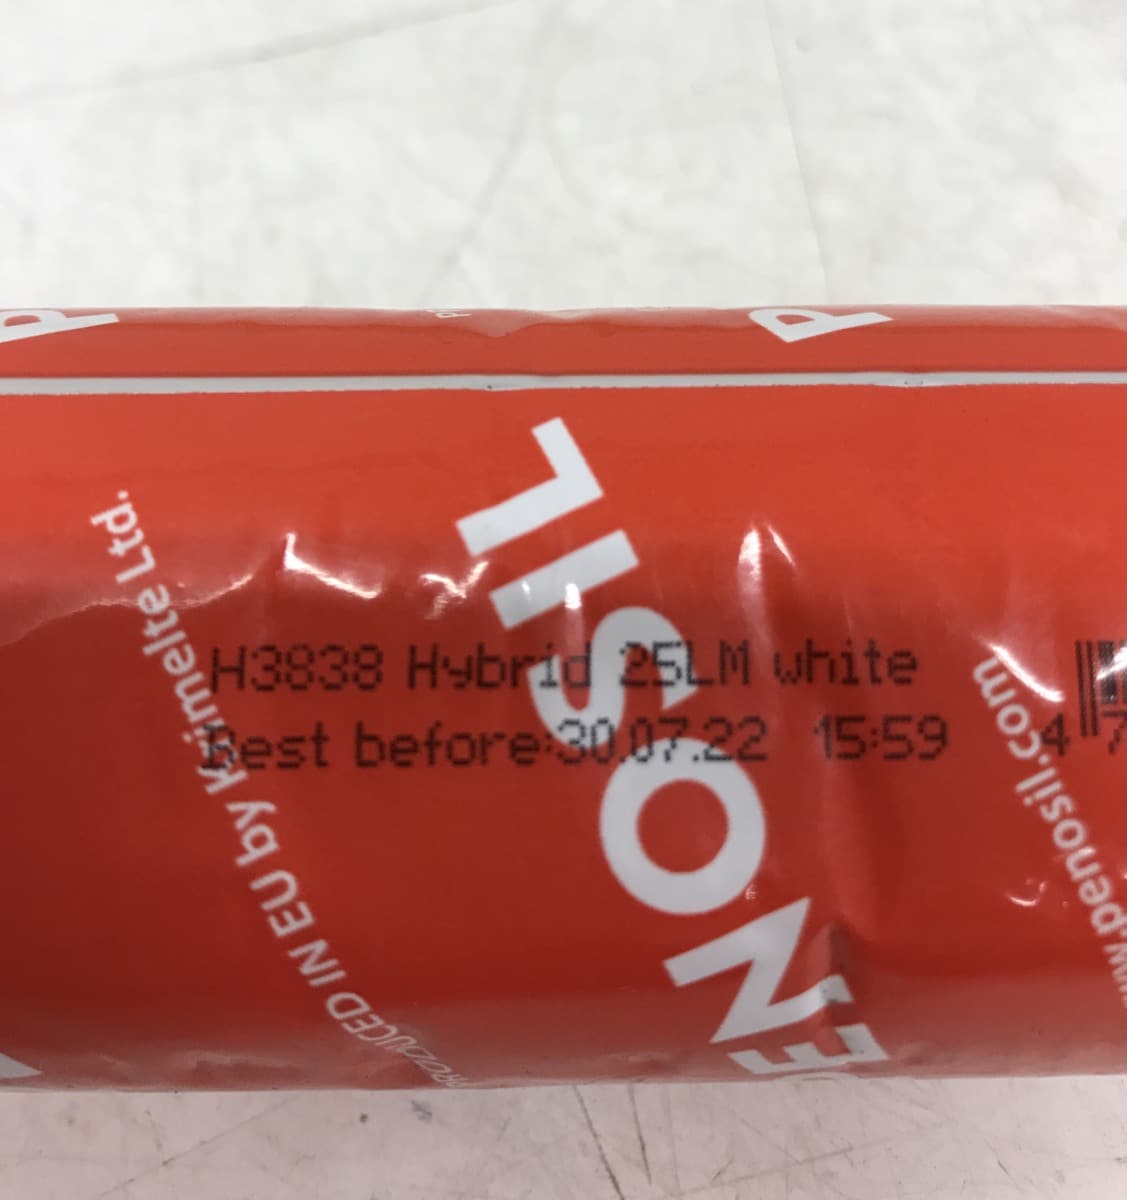 H3838 Hybrid 25LM white
Best before:30.07.22 15:59
PENOSIL
PRODUCED IN EU by Krimelte Ltd.
www.penosil.com
47
P
P